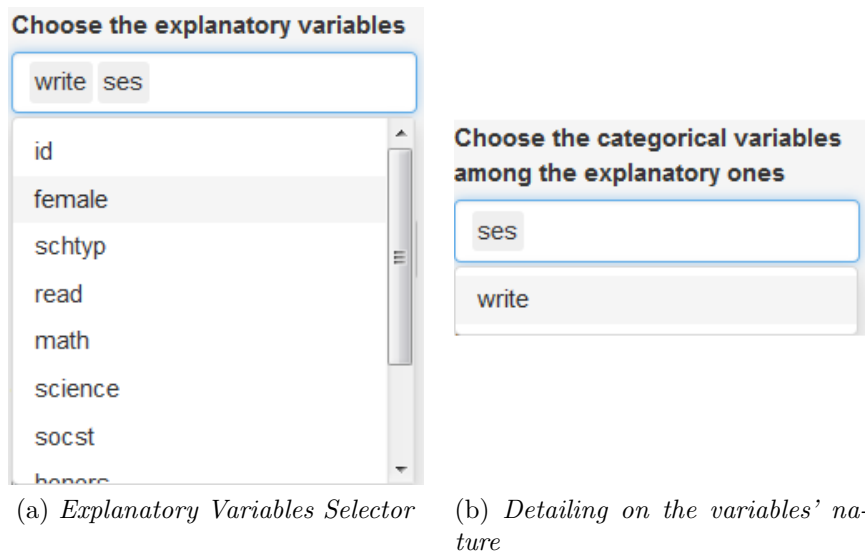 Choose the explanatory variables
write ses
id
female
schtyp
read
math
science
socst
honors
(a) Explanatory Variables Selector
Choose the categorical variables
among the explanatory ones
ses
write
(b) Detailing on the variables' na-
ture